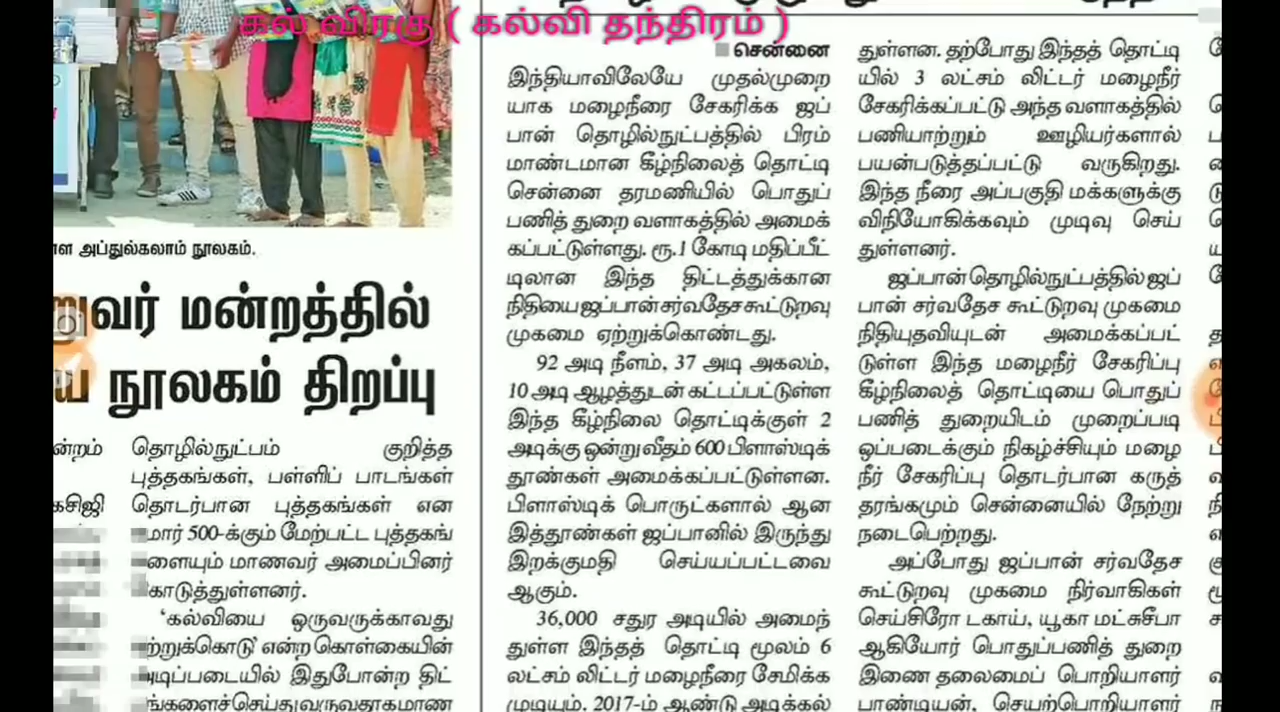 கல் விரகு ( கல்வி தந்திரம் )
அப்துல்கலாம் நூலகம்.
மன்றத்தில்
நூலகம் திறப்பு
தொழில்நுட்பம் குறித்த
புத்தகங்கள், பள்ளிப் பாடங்கள்
தொடர்பான புத்தகங்கள் என
500-க்கும் மேற்பட்ட புத்தகங்
களையும் மாணவர் அமைப்பினர்
கொடுத்துள்ளனர்.
‘கல்வியை ஒருவருக்காவது
கற்றுக்கொடு’ என்ற கொள்கையின்
அடிப்படையில் இதுபோன்ற திட்
சென்னை
இந்தியாவிலேயே முதல்முறை
யாக மழைநீரை சேகரிக்க ஜப்
பான் தொழில்நுட்பத்தில் பிரம்
மாண்டமான கீழ்நிலைத் தொட்டி
சென்னை தரமணியில் பொதுப்
பணித் துறை வளாகத்தில் அமைக்
கப்பட்டுள்ளது. ரூ.1 கோடி மதிப்பீட்
டிலான இந்த திட்டத்துக்கான
நிதியை ஜப்பான் சர்வதேச கூட்டுறவு
முகமை ஏற்றுக்கொண்டது.
92 அடி நீளம், 37 அடி அகலம்,
10 அடி ஆழத்துடன் கட்டப்பட்டுள்ள
இந்த கீழ்நிலை தொட்டிக்குள் 2
அடிக்கு ஒன்று வீதம் 600 பிளாஸ்டிக்
தூண்கள் அமைக்கப்பட்டுள்ளன.
பிளாஸ்டிக் பொருட்களால் ஆன
இத்தூண்கள் ஜப்பானில் இருந்து
இறக்குமதி செய்யப்பட்டவை
ஆகும்.
36,000 சதுர அடியில் அமைந்
துள்ள இந்தத் தொட்டி மூலம் 6
லட்சம் லிட்டர் மழைநீரை சேமிக்க
முடியும். 2017-ம் ஆண்டு அடிக்கல்
துள்ளன. தற்போது இந்தத் தொட்டி
யில் 3 லட்சம் லிட்டர் மழைநீர்
சேகரிக்கப்பட்டு அந்த வளாகத்தில்
பணியாற்றும் ஊழியர்களால்
பயன்படுத்தப்பட்டு வருகிறது.
இந்த நீரை அப்பகுதி மக்களுக்கு
விநியோகிக்கவும் முடிவு செய்
துள்ளனர்.
ஜப்பான் தொழில்நுட்பத்தில் ஜப்
பான் சர்வதேச கூட்டுறவு முகமை
நிதியுதவியுடன் அமைக்கப்பட்
டுள்ள இந்த மழைநீர் சேகரிப்பு
கீழ்நிலைத் தொட்டியை பொதுப்
பணித் துறையிடம் முறைப்படி
ஒப்படைக்கும் நிகழ்ச்சியும் மழை
நீர் சேகரிப்பு தொடர்பான கருத்
தரங்கமும் சென்னையில் நேற்று
நடைபெற்றது.
அப்போது ஜப்பான் சர்வதேச
கூட்டுறவு முகமை நிர்வாகிகள்
செய்சிரோ டகாய், யூகா மட்சுசீபா
ஆகியோர் பொதுப்பணித் துறை
இணை தலைமைப் பொறியாளர்
பாண்டியன், செயற்பொறியாளர்